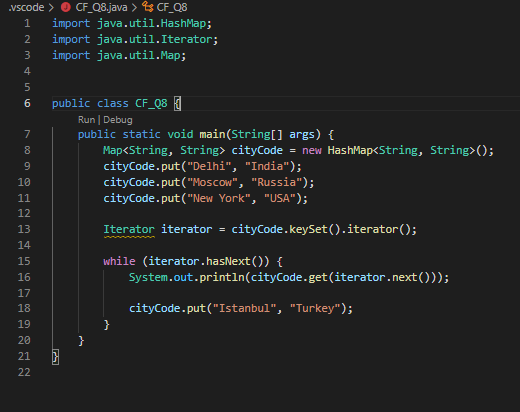 .vscode > CF_Q8.java > CF_Q8
1 import java.util.HashMap;
2 import java.util.Iterator;
3 import java.util.Map;
4
5
6 public class CF_Q8 {
Run | Debug
7     public static void main(String[] args) {
8         Map<String, String> cityCode = new HashMap<String, String>();
9         cityCode.put("Delhi", "India");
10         cityCode.put("Moscow", "Russia");
11         cityCode.put("New York", "USA");
12
13         Iterator iterator = cityCode.keySet().iterator();
14
15         while (iterator.hasNext()) {
16             System.out.println(cityCode.get(iterator.next()));
17
18             cityCode.put("Istanbul", "Turkey");
19         }
20     }
21 }
22